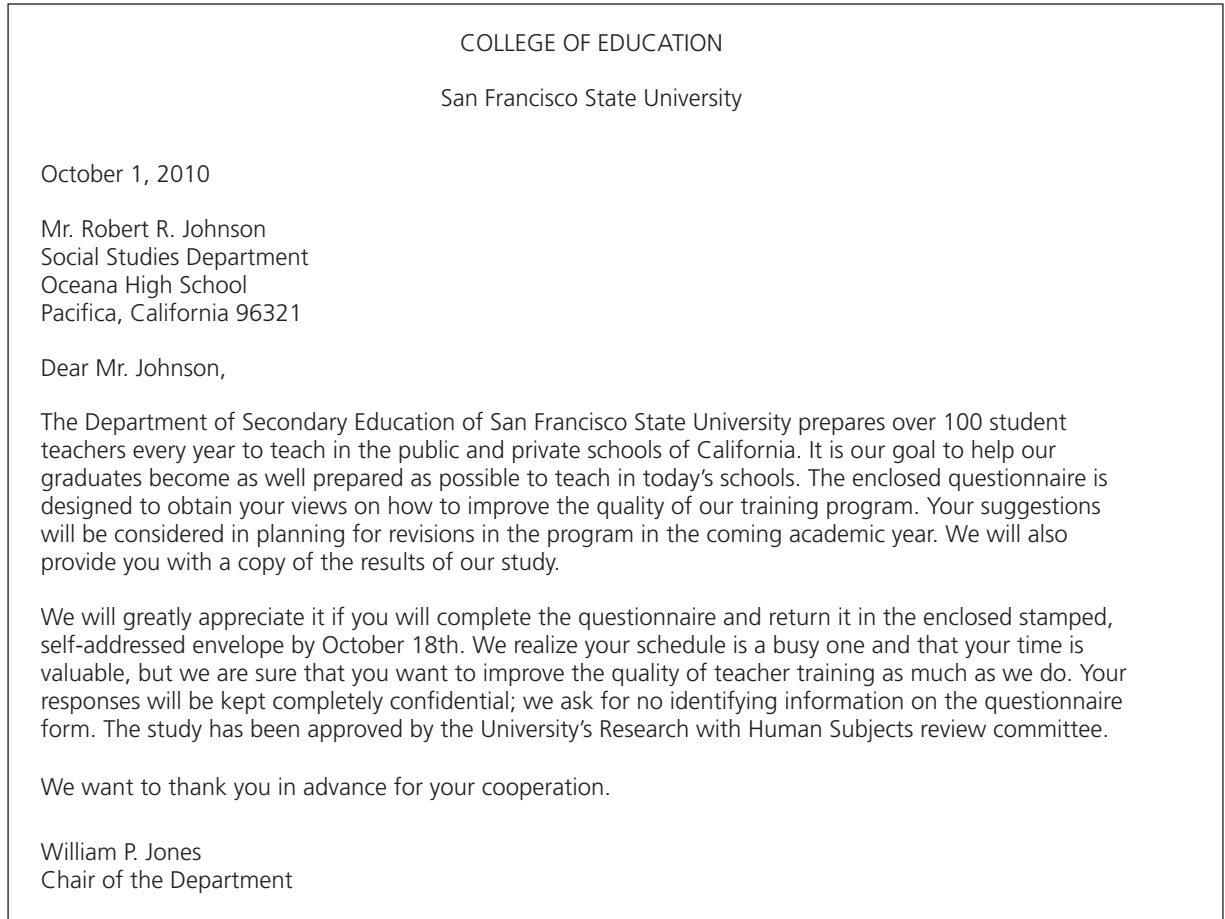 COLLEGE OF EDUCATION
San Francisco State University
October 1, 2010
Mr. Robert R. Johnson
Social Studies Department
Oceana High School
Pacifica, California 96321
Dear Mr. Johnson,
The Department of Secondary Education of San Francisco State University prepares over 100 student
teachers every year to teach in the public and private schools of California. It is our goal to help our
graduates become as well prepared as possible to teach in today’s schools. The enclosed questionnaire is
designed to obtain your views on how to improve the quality of our training program. Your suggestions
will be considered in planning for revisions in the program in the coming academic year. We will also
provide you with a copy of the results of our study.
We will greatly appreciate it if you will complete the questionnaire and return it in the enclosed stamped,
self-addressed envelope by October 18th. We realize your schedule is a busy one and that your time is
valuable, but we are sure that you want to improve the quality of teacher training as much as we do. Your
responses will be kept completely confidential; we ask for no identifying information on the questionnaire
form. The study has been approved by the University’s Research with Human Subjects review committee.
We want to thank you in advance for your cooperation.
William P. Jones
Chair of the Department